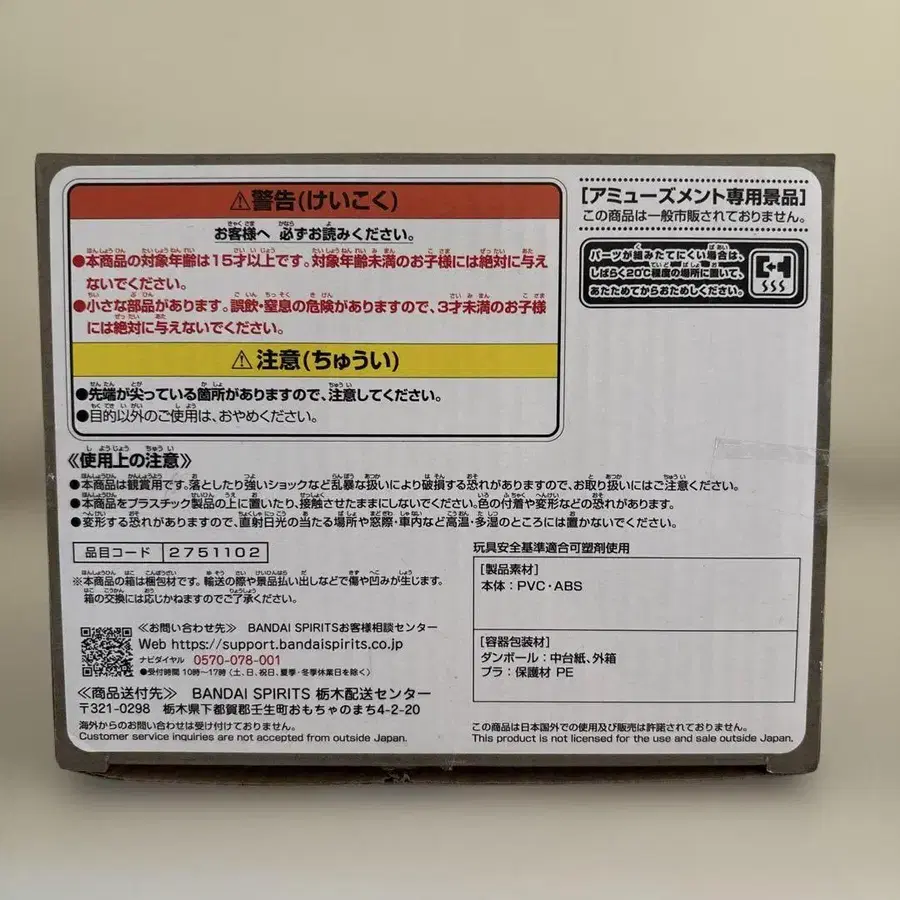 ⚠警告(けいこく)
お客様へ 必ずお読みください。
●本商品の対象年齢は15才以上です。対象年齢未満のお子様には絶対に与え
ないでください。
●小さな部品があります。誤飲・窒息の危険がありますので、3才未満のお子様
には絶対に与えないでください。
⚠注意(ちゅうい)
●先端が尖っている箇所がありますので、注意してください。
●目的以外のご使用は、おやめください。
[アミューズメント専用景品]
この商品は一般市販されておりません。
パーツが組みたてにくい場合は、
しばらく20℃程度の場所に置いて、
あたためてからおためしください。
《使用上の注意》
●本商品は観賞用です。落としたり強いショックなど乱暴な扱いにより破損する恐れがありますので、お取り扱いにはご注意ください。
●本商品をプラスチック製品の上に置いたり、接触させたままにしないでください。色の付着や変形などの恐れがあります。
●変形する恐れがありますので、直射日光の当たる場所や窓際・車内など高温・多湿のところには置かないでください。
品目コード 2751102
※本商品の箱は梱包材です。輸送の際や景品払い出しなどで傷や凹みが生じます。
箱の交換には応じかねますのでご了承ください。
《お問い合わせ先》 BANDAI SPIRITSお客様相談センター
Web https://support.bandaispirits.co.jp
ナビダイヤル 0570-078-001
●受付時間 10時〜17時(土、日、祝日、夏季・冬季休業日を除く)
《商品送付先》 BANDAI SPIRITS 栃木配送センター
〒321-0298 栃木県下都賀郡壬生町おもちゃのまち4-2-20
海外からのお問い合わせは受け付けておりません。
Customer service inquiries are not accepted from outside Japan.
玩具安全基準適合可塑剤使用
[製品素材]
本体：PVC・ABS
[容器包装材]
ダンボール：中台紙、外箱
プラ：保護材 PE
この商品は日本国外での使用及び販売は許諾されておりません。
This product is not licensed for the use and sale outside Japan.